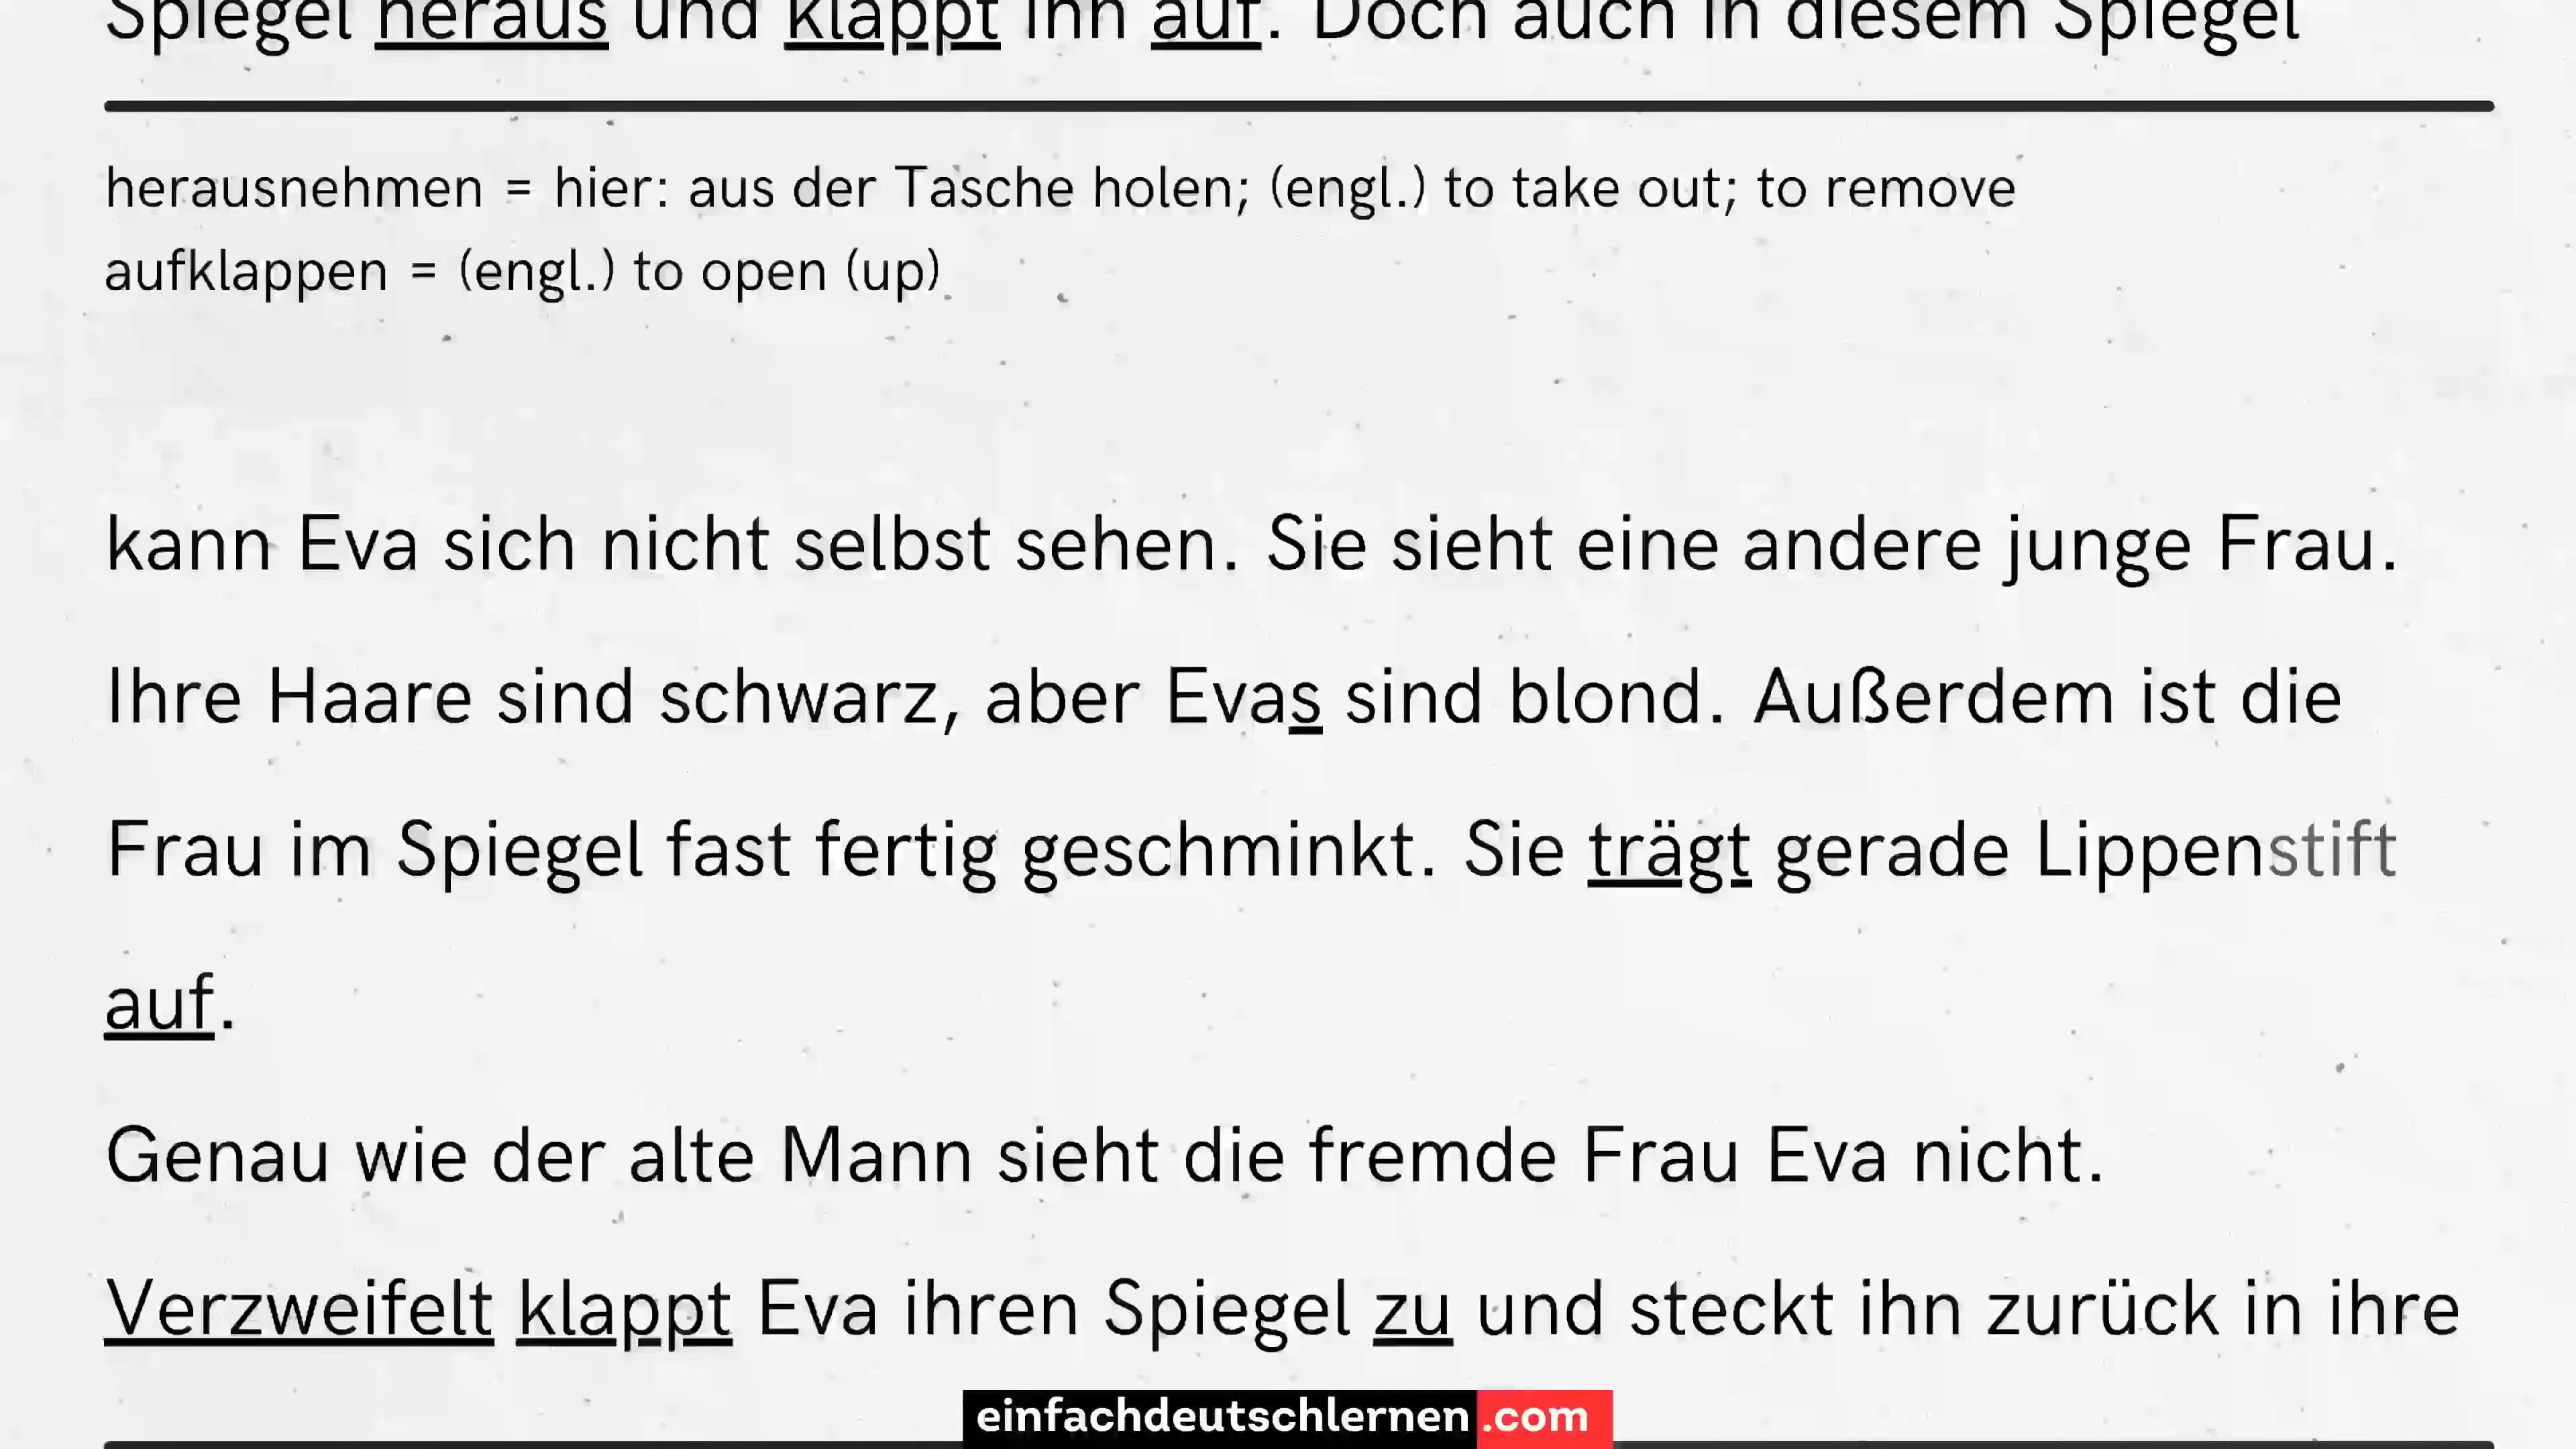 Spiegel heraus und klappt ihn auf. Doch auch in diesem Spiegel
herausnehmen = hier: aus der Tasche holen; (engl.) to take out; to remove
aufklappen = (engl.) to open (up)
kann Eva sich nicht selbst sehen. Sie sieht eine andere junge Frau.
Ihre Haare sind schwarz, aber Evas sind blond. Außerdem ist die
Frau im Spiegel fast fertig geschminkt. Sie trägt gerade Lippenstift
auf.
Genau wie der alte Mann sieht die fremde Frau Eva nicht.
Verzweifelt klappt Eva ihren Spiegel zu und steckt ihn zurück in ihre
einfachdeutschlernen.com